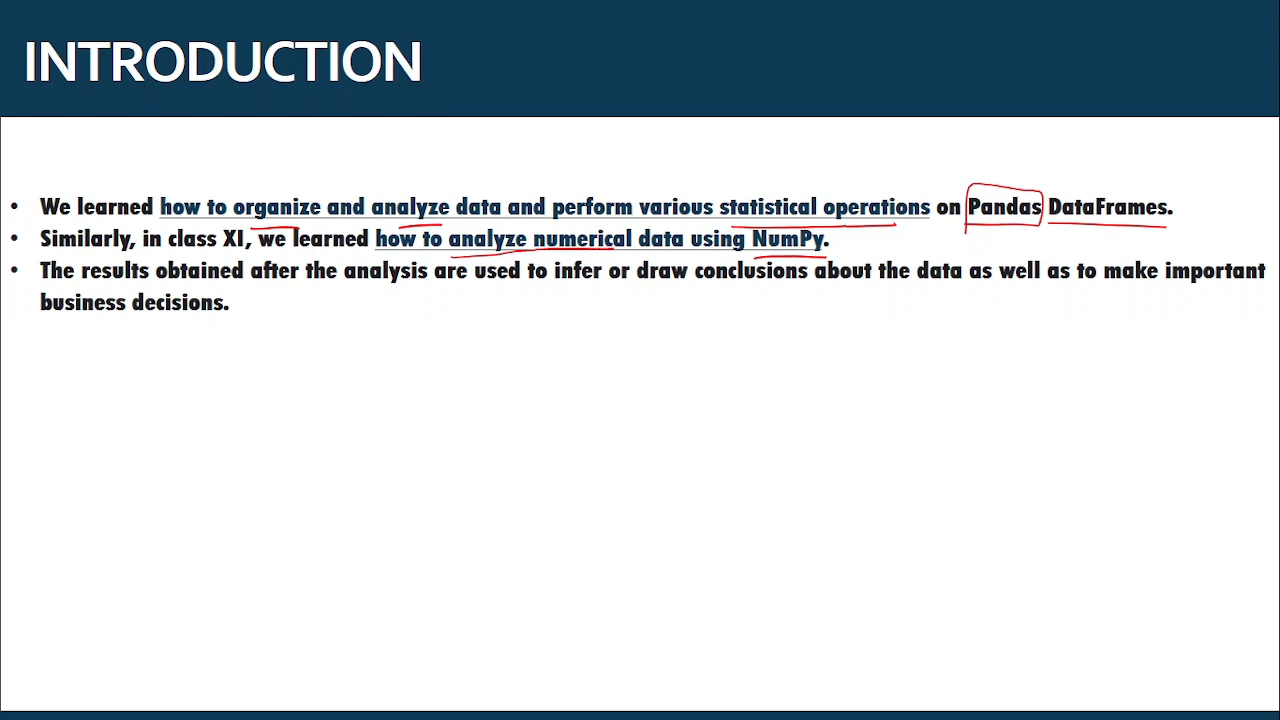 INTRODUCTION
• We learned how to organize and analyze data and perform various statistical operations on Pandas DataFrames.
• Similarly, in class XI, we learned how to analyze numerical data using NumPy.
• The results obtained after the analysis are used to infer or draw conclusions about the data as well as to make important
business decisions.